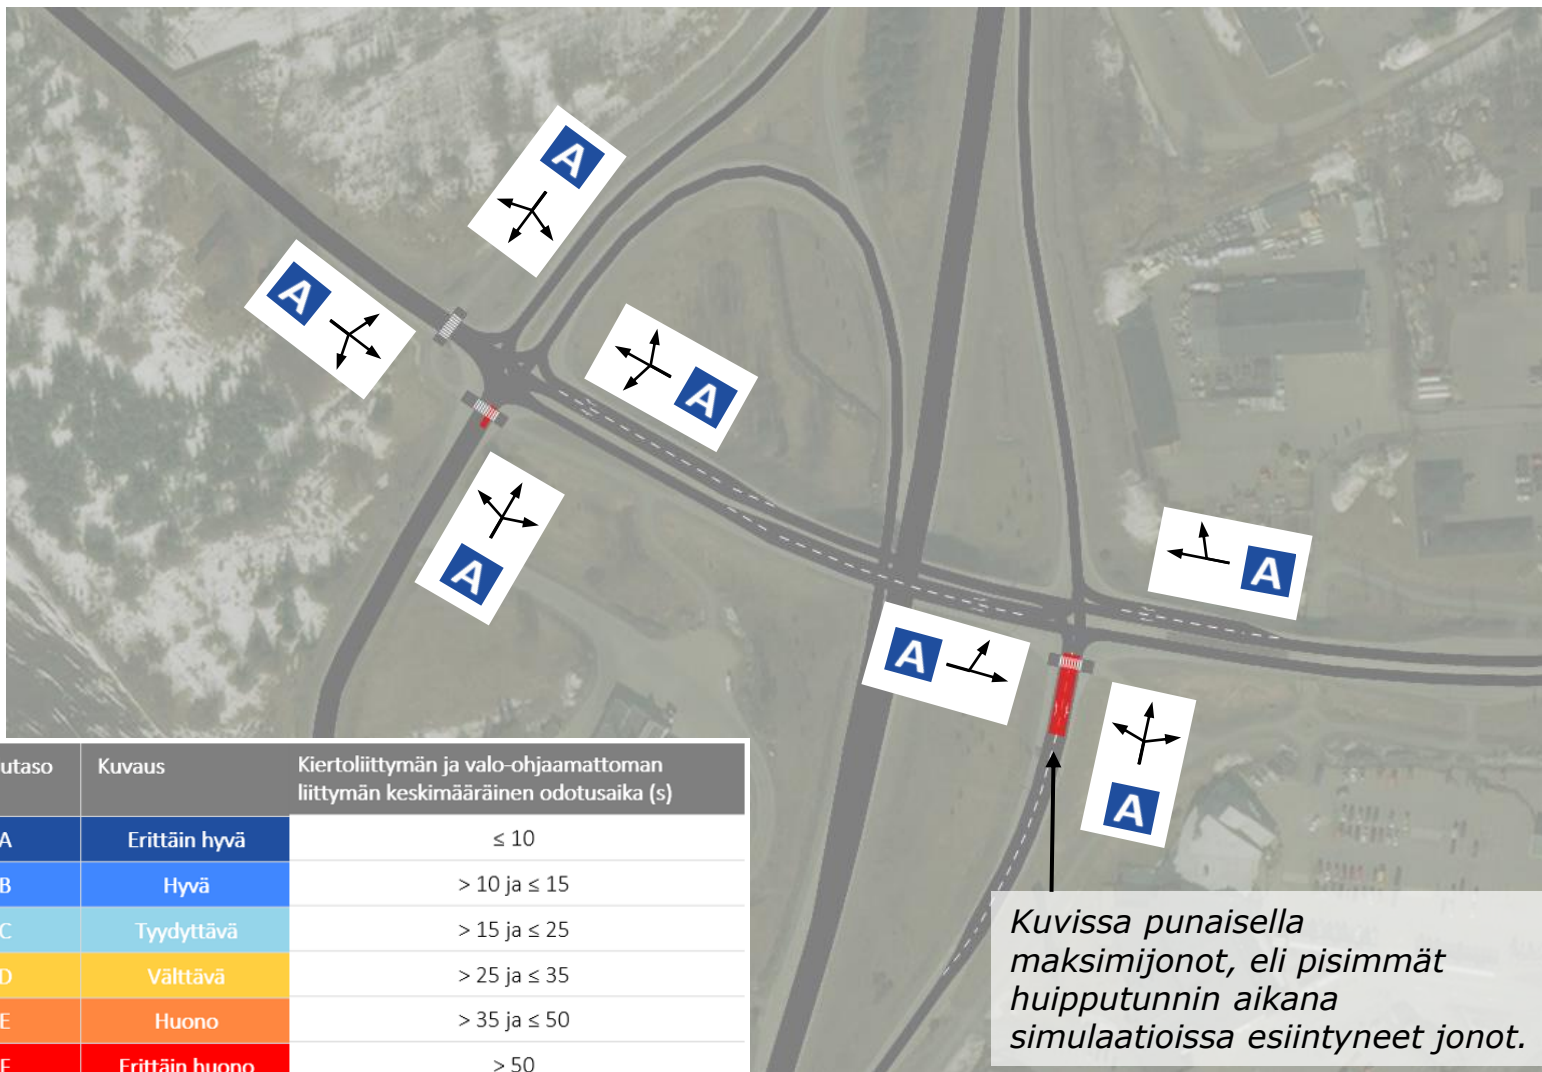 A
A
A
A
A
A
A
utaso Kuvaus Kiertoliittymän ja valo-ohjaamattoman
liittymän keskimääräinen odotusaika (s)
A Erittäin hyvä ≤ 10
B Hyvä > 10 ja ≤ 15
C Tyydyttävä > 15 ja ≤ 25
D Välttävä > 25 ja ≤ 35
E Huono > 35 ja ≤ 50
F Erittäin huono > 50
Kuvissa punaisella
maksimijonot, eli pisimmät
huipputunnin aikana
simulaatioissa esiintyneet jonot.